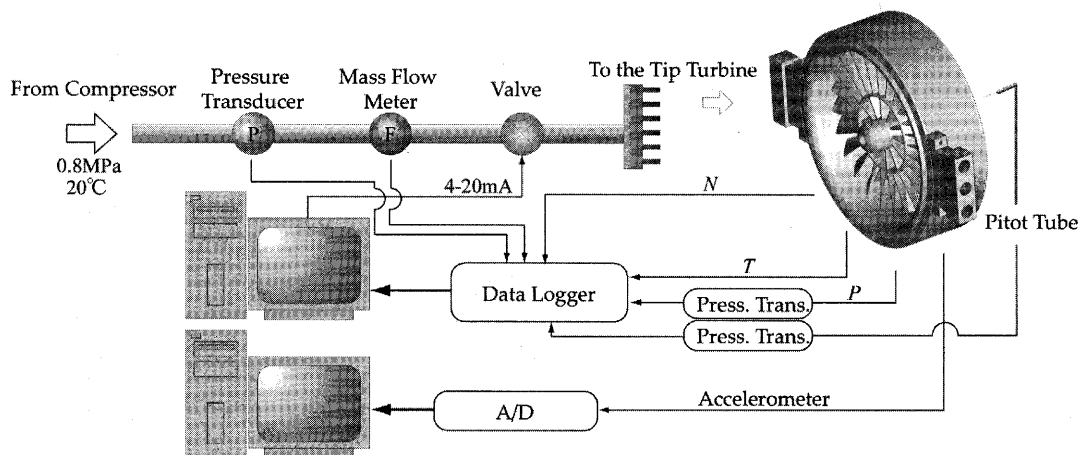 From Compressor
0.8MPa
20℃
Pressure
Transducer
P
Mass Flow
Meter
F
Valve
To the Tip Turbine
4-20mA
N
Pitot Tube
T
Data Logger
Press. Trans.
P
Press. Trans.
Accelerometer
A/D